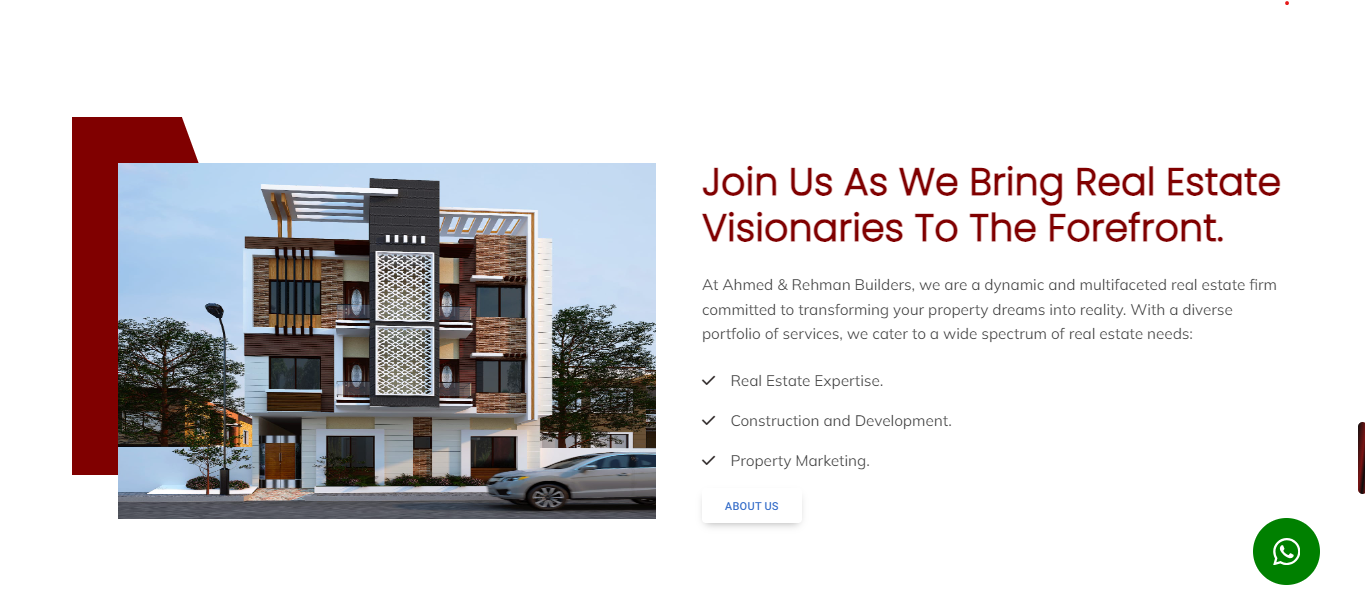 Join Us As We Bring Real Estate
Visionaries To The Forefront.
At Ahmed & Rehman Builders, we are a dynamic and multifaceted real estate firm
committed to transforming your property dreams into reality. With a diverse
portfolio of services, we cater to a wide spectrum of real estate needs:
Real Estate Expertise.
Construction and Development.
Property Marketing.
ABOUT US